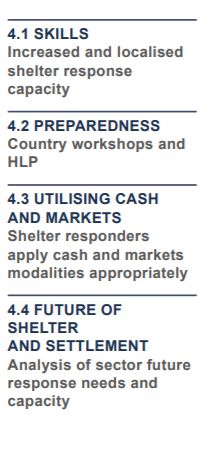 4.1 SKILLS
Increased and localised
shelter response
capacity
4.2 PREPAREDNESS
Country workshops and
HLP
4.3 UTILISING CASH
AND MARKETS
Shelter responders
apply cash and markets
modalities appropriately
4.4 FUTURE OF
SHELTER
AND SETTLEMENT
Analysis of sector future
response needs and
capacity